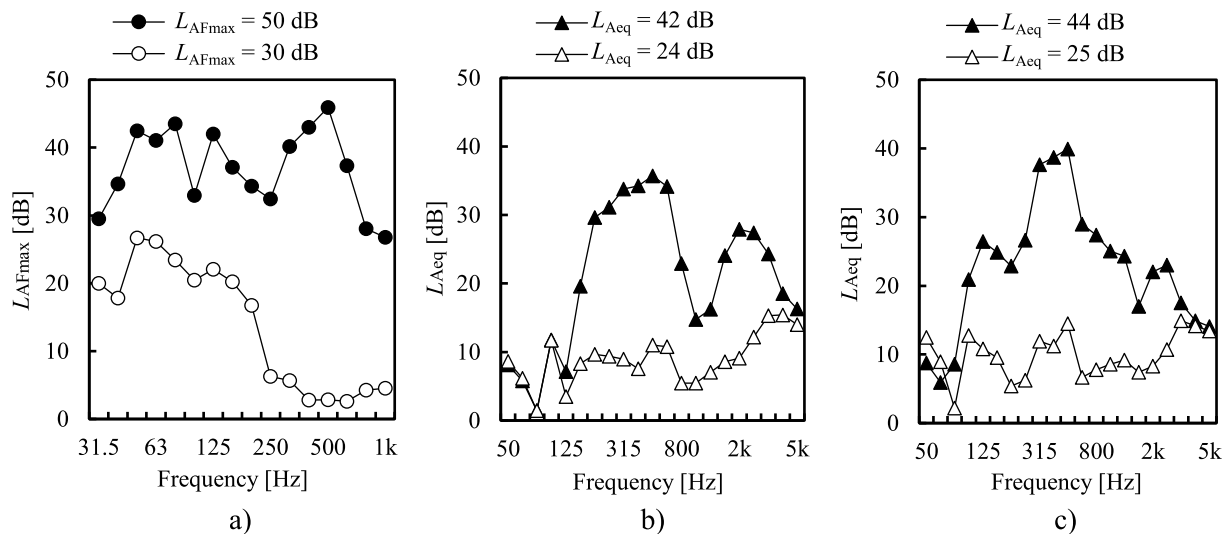 L_AFmax = 50 dB
L_AFmax = 30 dB
50
40
30
20
10
0
L_AFmax [dB]
31.5 63 125 250 500 1k
Frequency [Hz]
a)
L_Aeq = 42 dB
L_Aeq = 24 dB
50
40
30
20
10
0
L_Aeq [dB]
50 125 315 800 2k 5k
Frequency [Hz]
b)
L_Aeq = 44 dB
L_Aeq = 25 dB
50
40
30
20
10
0
L_Aeq [dB]
50 125 315 800 2k 5k
Frequency [Hz]
c)